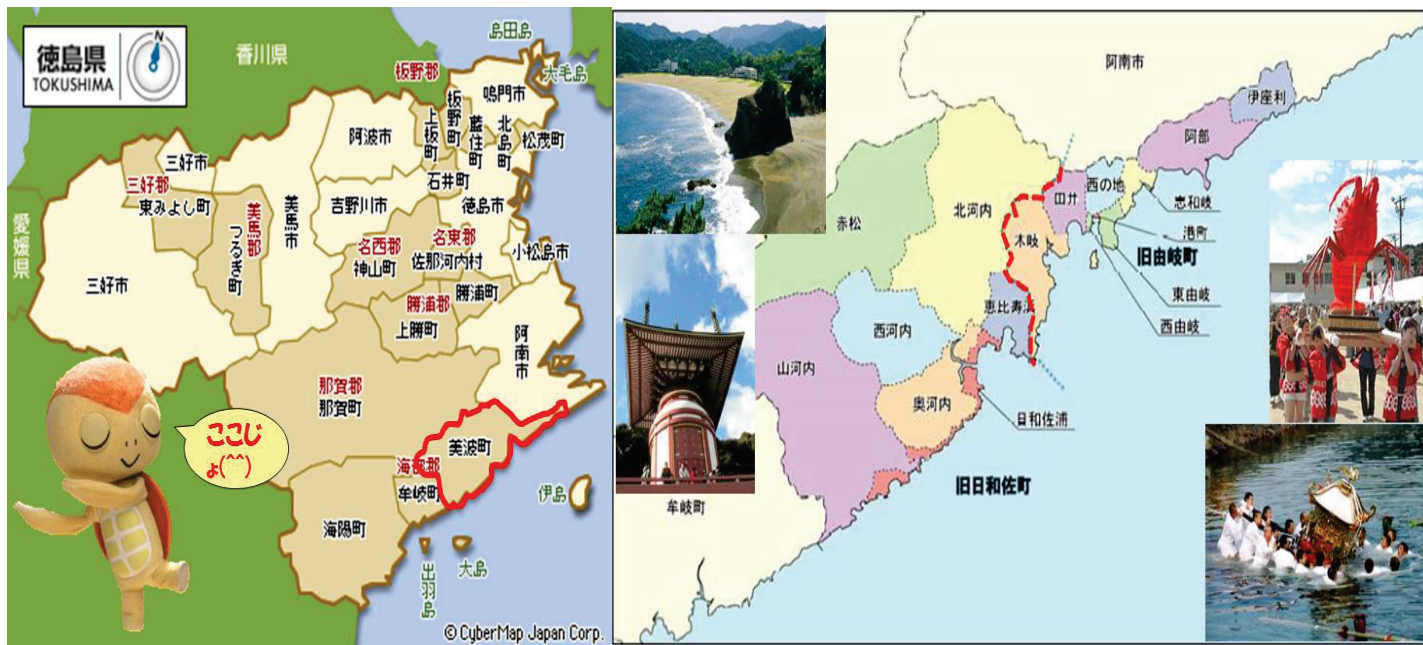 徳島県
TOKUSHIMA
N
香川県
島田島
大毛島
板野郡
鳴門市
板野町
上板町
藍住町
北島町
松茂町
阿波市
石井町
三好市
三好郡
東みよし町
美馬郡
つるぎ町
美馬市
吉野川市
徳島市
名西郡
神山町
名東郡
佐那河内村
小松島市
愛媛県
三好市
勝浦郡
勝浦町
上勝町
阿南市
那賀郡
那賀町
ここじ
ょ(^^)
美波町
海部郡
牟岐町
海陽町
伊島
大島
出羽島
© CyberMap Japan Corp.
阿南市
伊座利
阿部
西の地
田井
志和岐
北河内
赤松
木岐
港町
旧由岐町
東由岐
西由岐
恵比寿浜
西河内
山河内
奥河内
日和佐浦
旧日和佐町
牟岐町